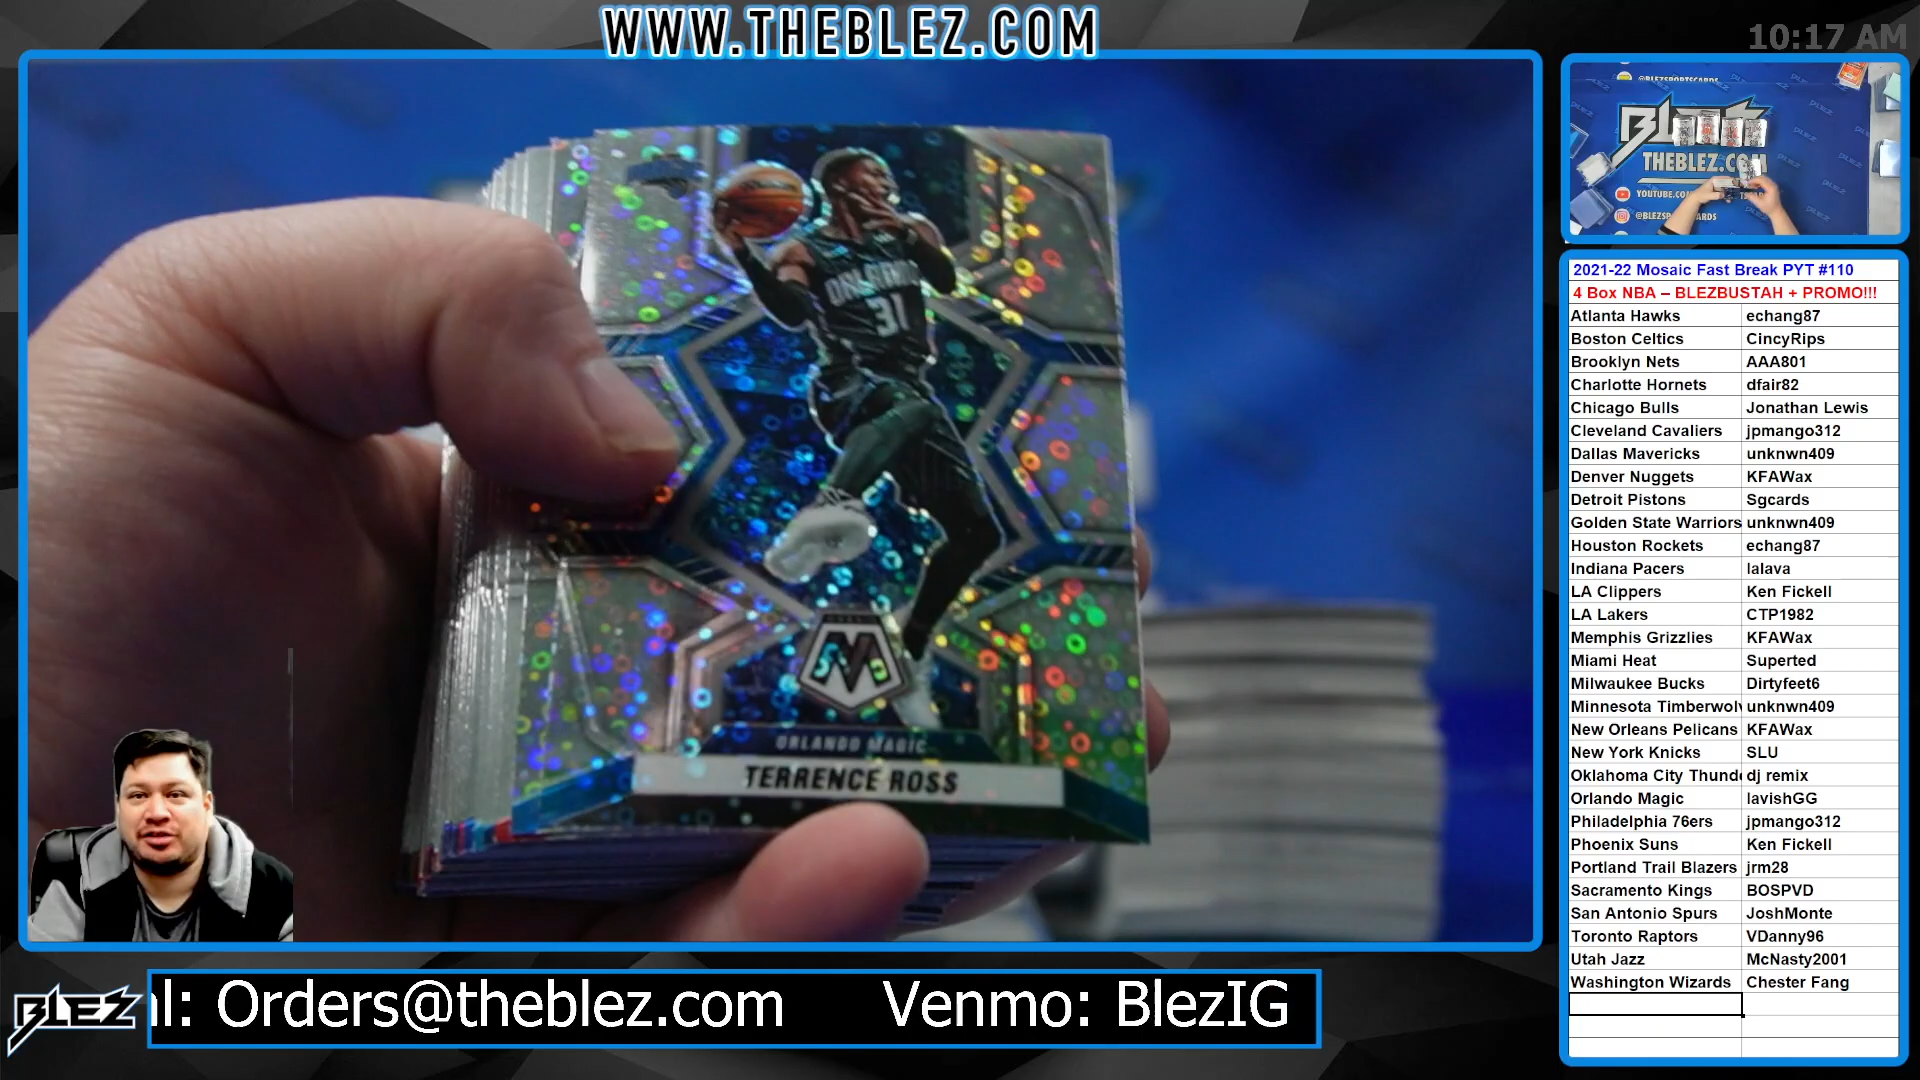 WWW.THEBLEZ.COM
10:17 AM
@BLEZSPORTSCARDS
BLEZ
THEBLEZ.COM
ORLANDO
31
M
ORLANDO MAGIC
TERRENCE ROSS
2021-22 Mosaic Fast Break PYT #110
4 Box NBA – BLEZBUSTAH + PROMO!!!
Atlanta Hawks echang87
Boston Celtics CincyRips
Brooklyn Nets AAA801
Charlotte Hornets dfair82
Chicago Bulls Jonathan Lewis
Cleveland Cavaliers jpmango312
Dallas Mavericks unknwn409
Denver Nuggets KFAWax
Detroit Pistons Sgcards
Golden State Warriors unknwn409
Houston Rockets echang87
Indiana Pacers lalava
LA Clippers Ken Fickell
LA Lakers CTP1982
Memphis Grizzlies KFAWax
Miami Heat Superted
Milwaukee Bucks Dirtyfeet6
Minnesota Timberwolv unknwn409
New Orleans Pelicans KFAWax
New York Knicks SLU
Oklahoma City Thund dj remix
Orlando Magic lavishGG
Philadelphia 76ers jpmango312
Phoenix Suns Ken Fickell
Portland Trail Blazers jrm28
Sacramento Kings BOSPVD
San Antonio Spurs JoshMonte
Toronto Raptors VDanny96
Utah Jazz McNasty2001
Washington Wizards Chester Fang
BLEZ
l: Orders@theblez.com Venmo: BlezIG